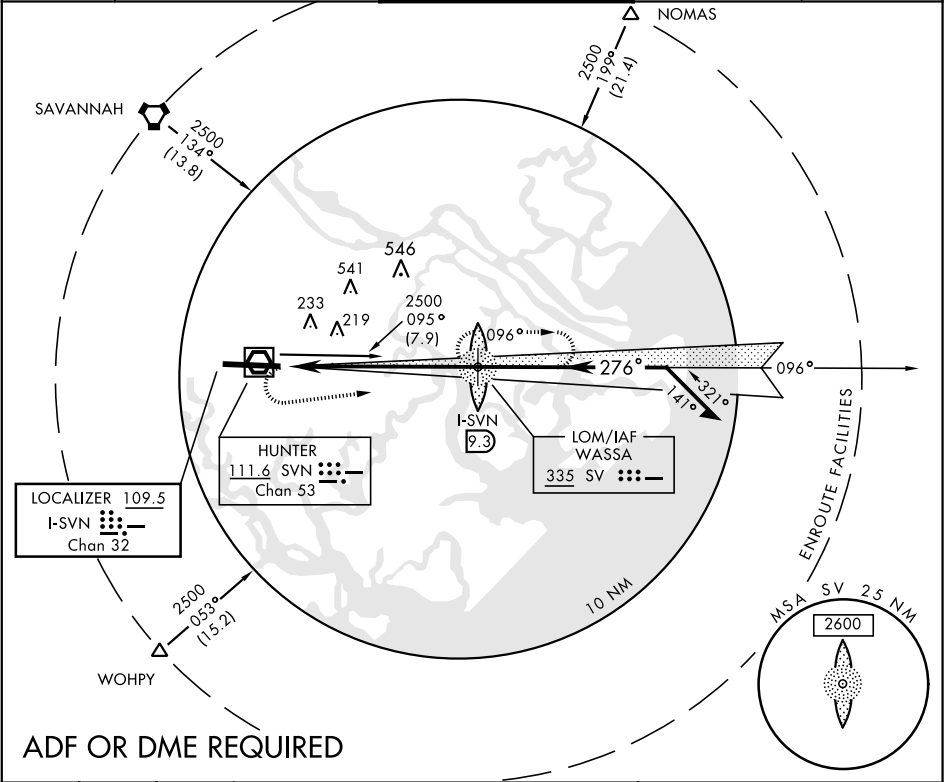 NOMAS
2500
199°
(21.4)
SAVANNAH
2500
134°
(13.8)
546
541
233
219
2500
095°
(7.9)
096°
276°
096°
321°
141°
I-SVN
9.3
LOM/IAF
WASSA
335 SV
HUNTER
111.6 SVN
Chan 53
LOCALIZER 109.5
I-SVN
Chan 32
ENROUTE FACILITIES
10 NM
2500
053°
(15.2)
WOHPY
MSA SV 25 NM
2600
ADF OR DME REQUIRED